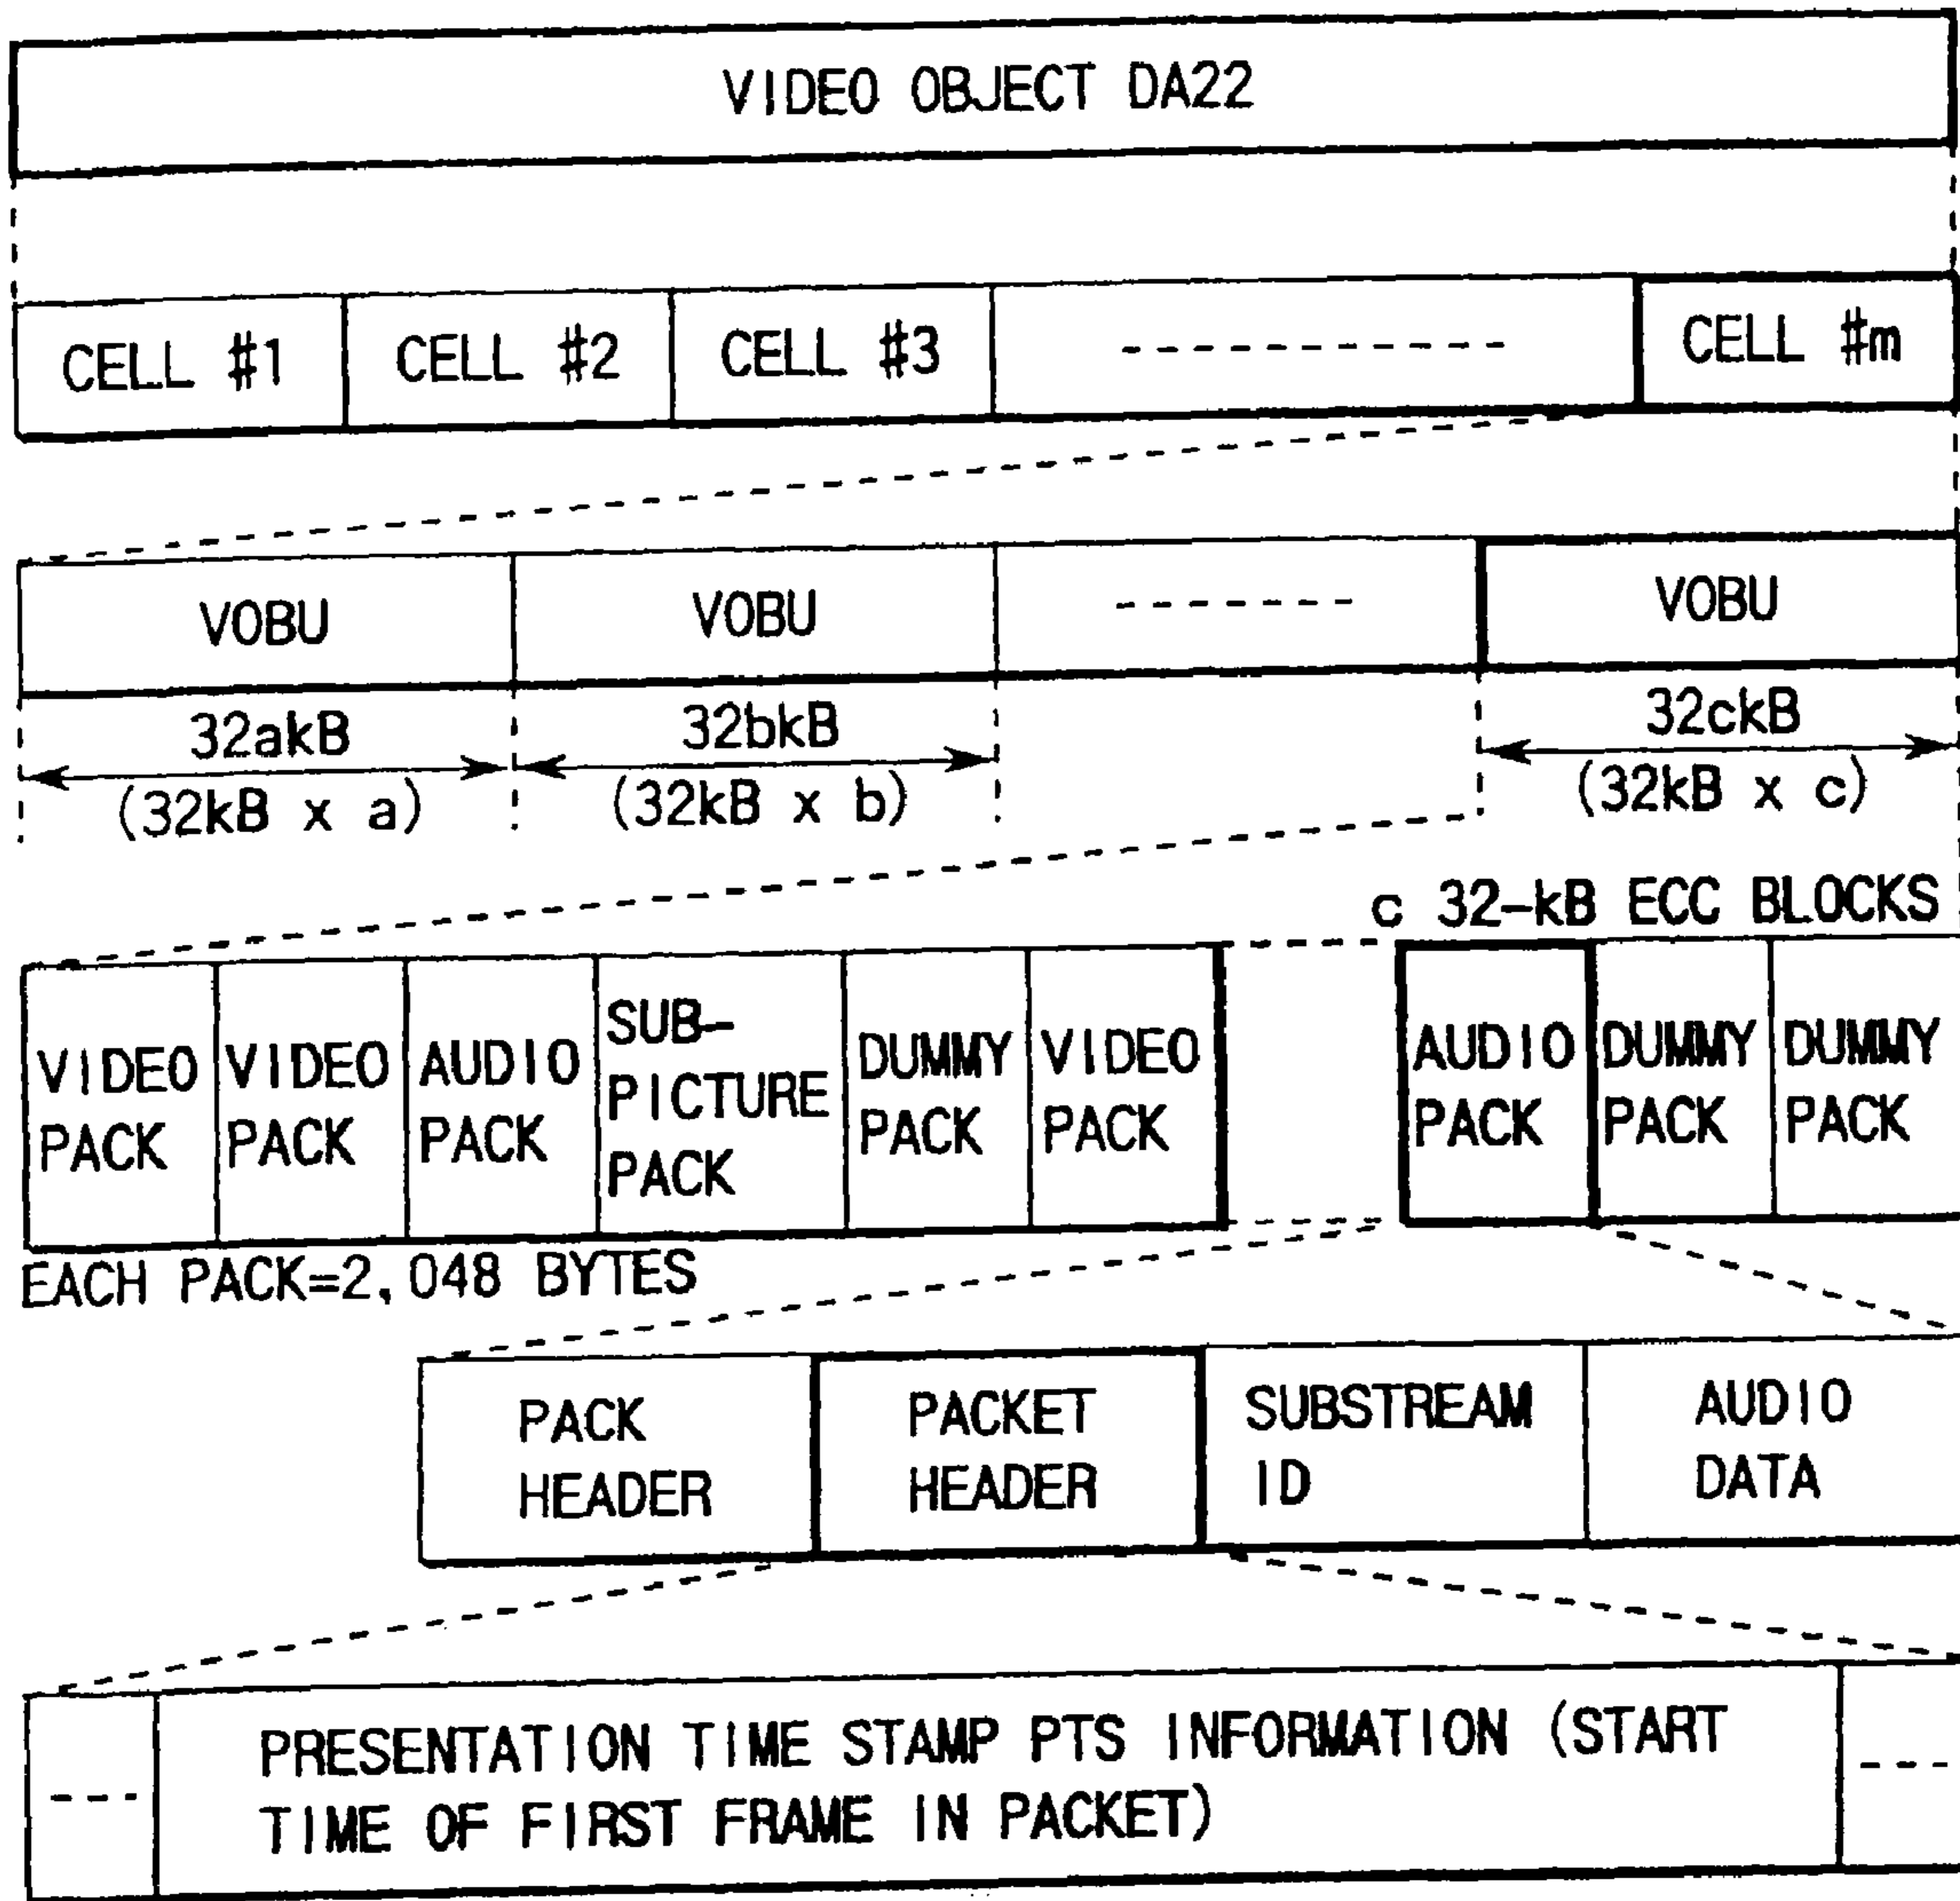 VIDEO OBJECT DA22
CELL #1 CELL #2 CELL #3 CELL #m
VOBU VOBU VOBU
32akB 32bkB 32ckB
(32kB x a) (32kB x b) (32kB x c)
c 32-kB ECC BLOCKS
VIDEO PACK
VIDEO PACK
AUDIO PACK
SUB-
PICTURE
PACK
DUMMY PACK
VIDEO PACK
AUDIO PACK
DUMMY PACK
DUMMY PACK
EACH PACK=2,048 BYTES
PACK
HEADER
PACKET
HEADER
SUBSTREAM
ID
AUDIO
DATA
PRESENTATION TIME STAMP PTS INFORMATION (START
TIME OF FIRST FRAME IN PACKET)